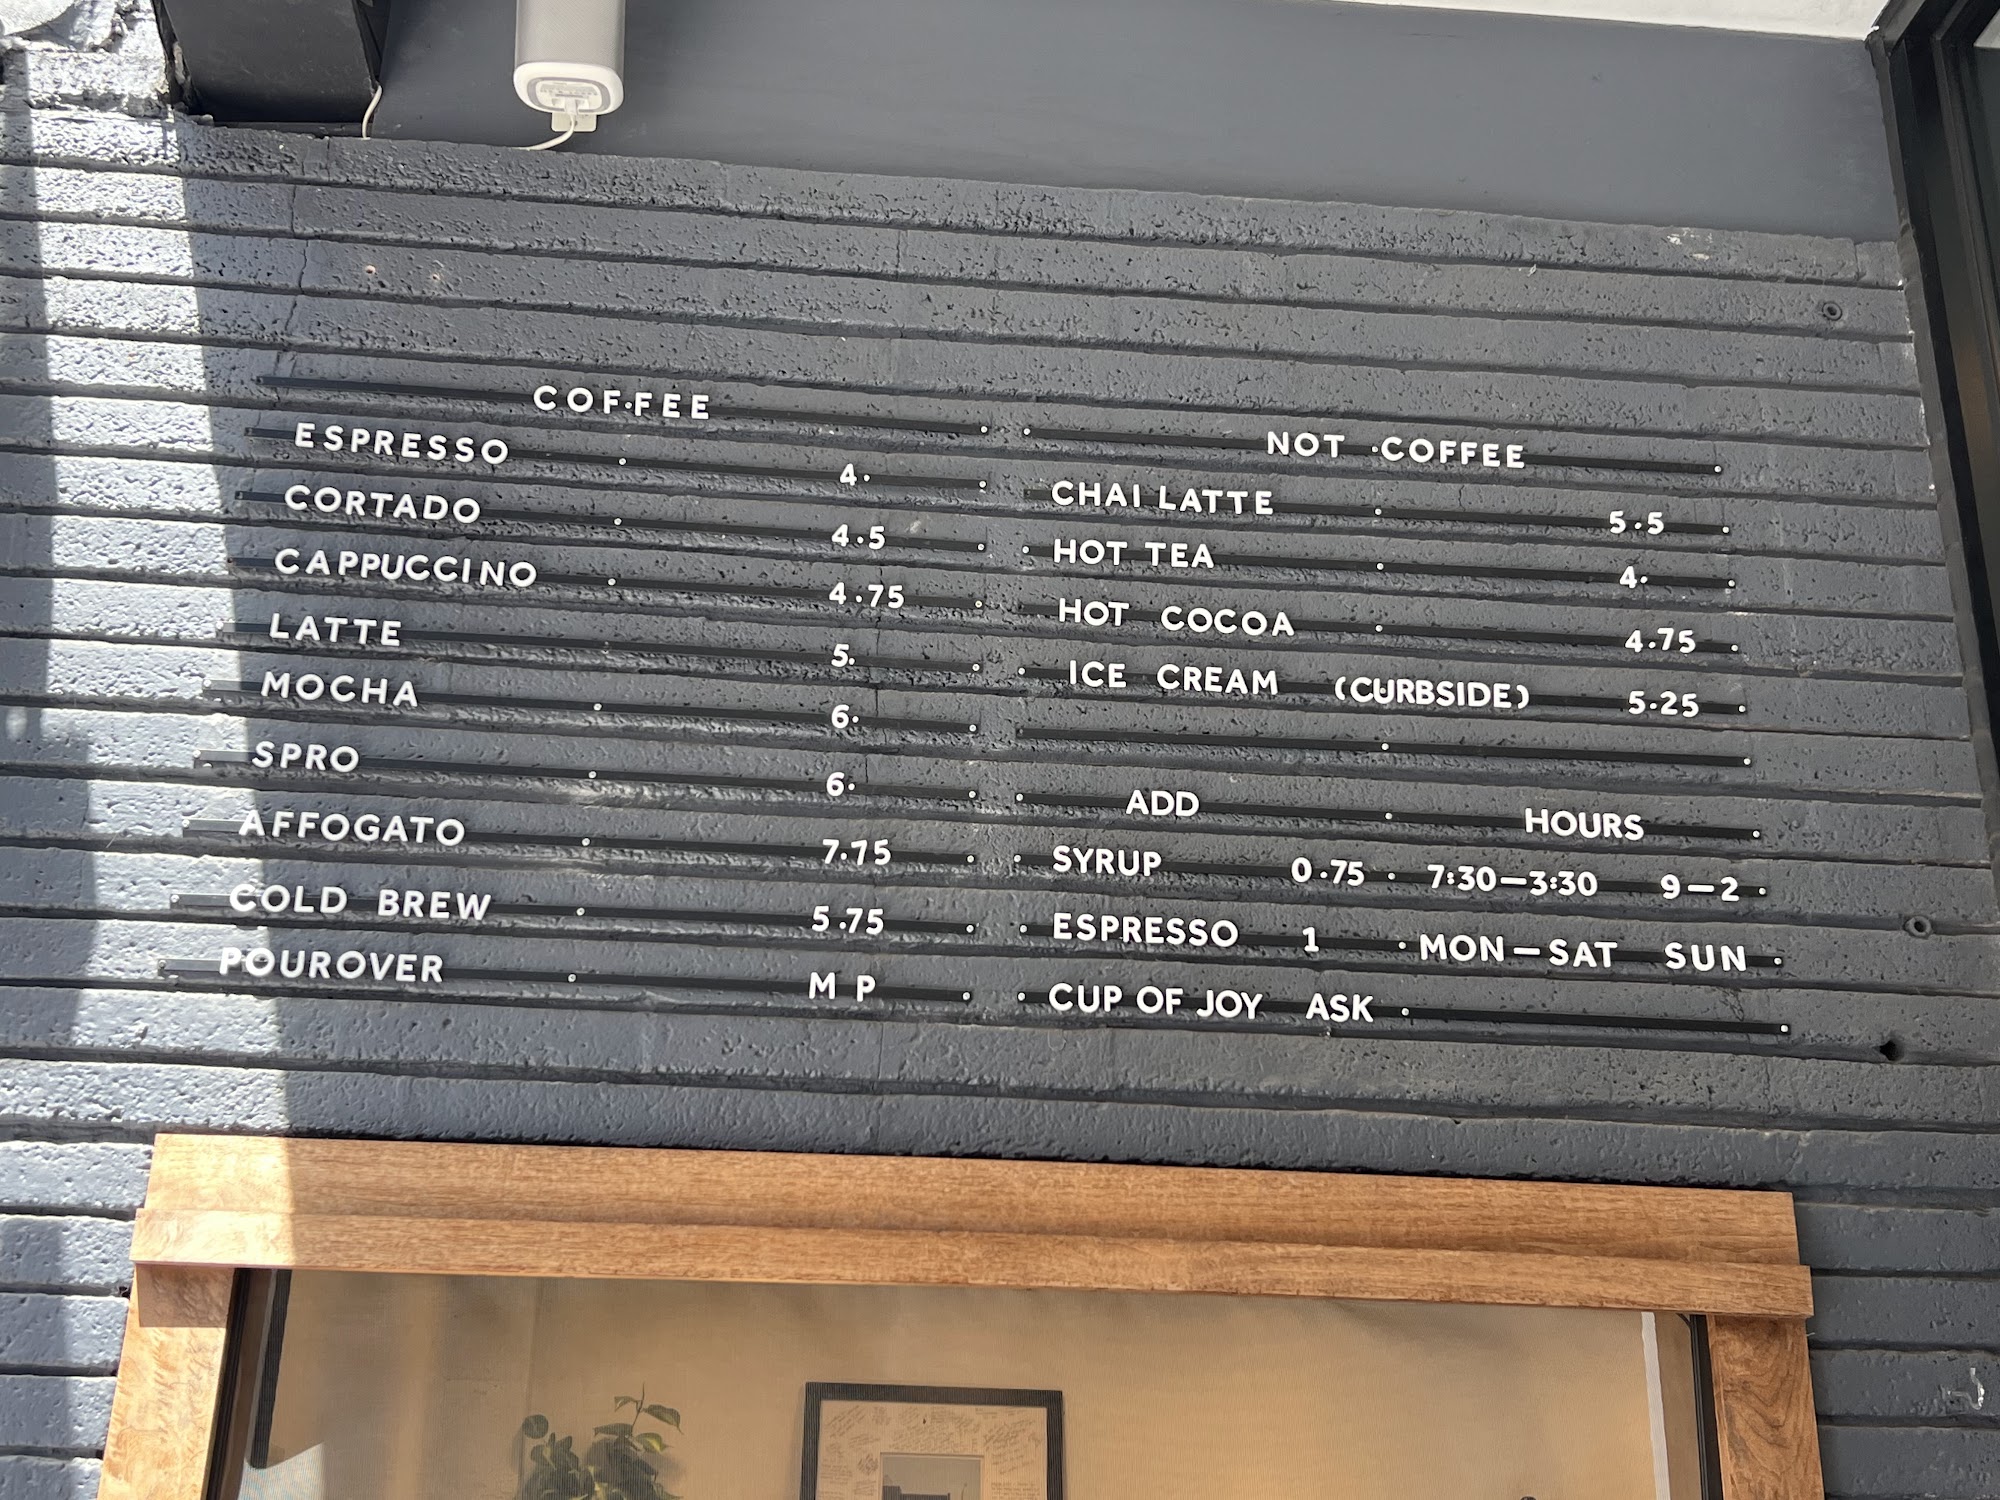 COFFEE
ESPRESSO 4.
CORTADO 4.5
CAPPUCCINO 4.75
LATTE 5.
MOCHA 6.
SPRO 6.
AFFOGATO 7.75
COLD BREW 5.75
POUROVER M P
NOT COFFEE
CHAI LATTE 5.5
HOT TEA 4.
HOT COCOA 4.75
ICE CREAM (CURBSIDE) 5.25
ADD
SYRUP 0.75
ESPRESSO 1
CUP OF JOY ASK
HOURS
7:30—3:30 9—2
MON—SAT SUN